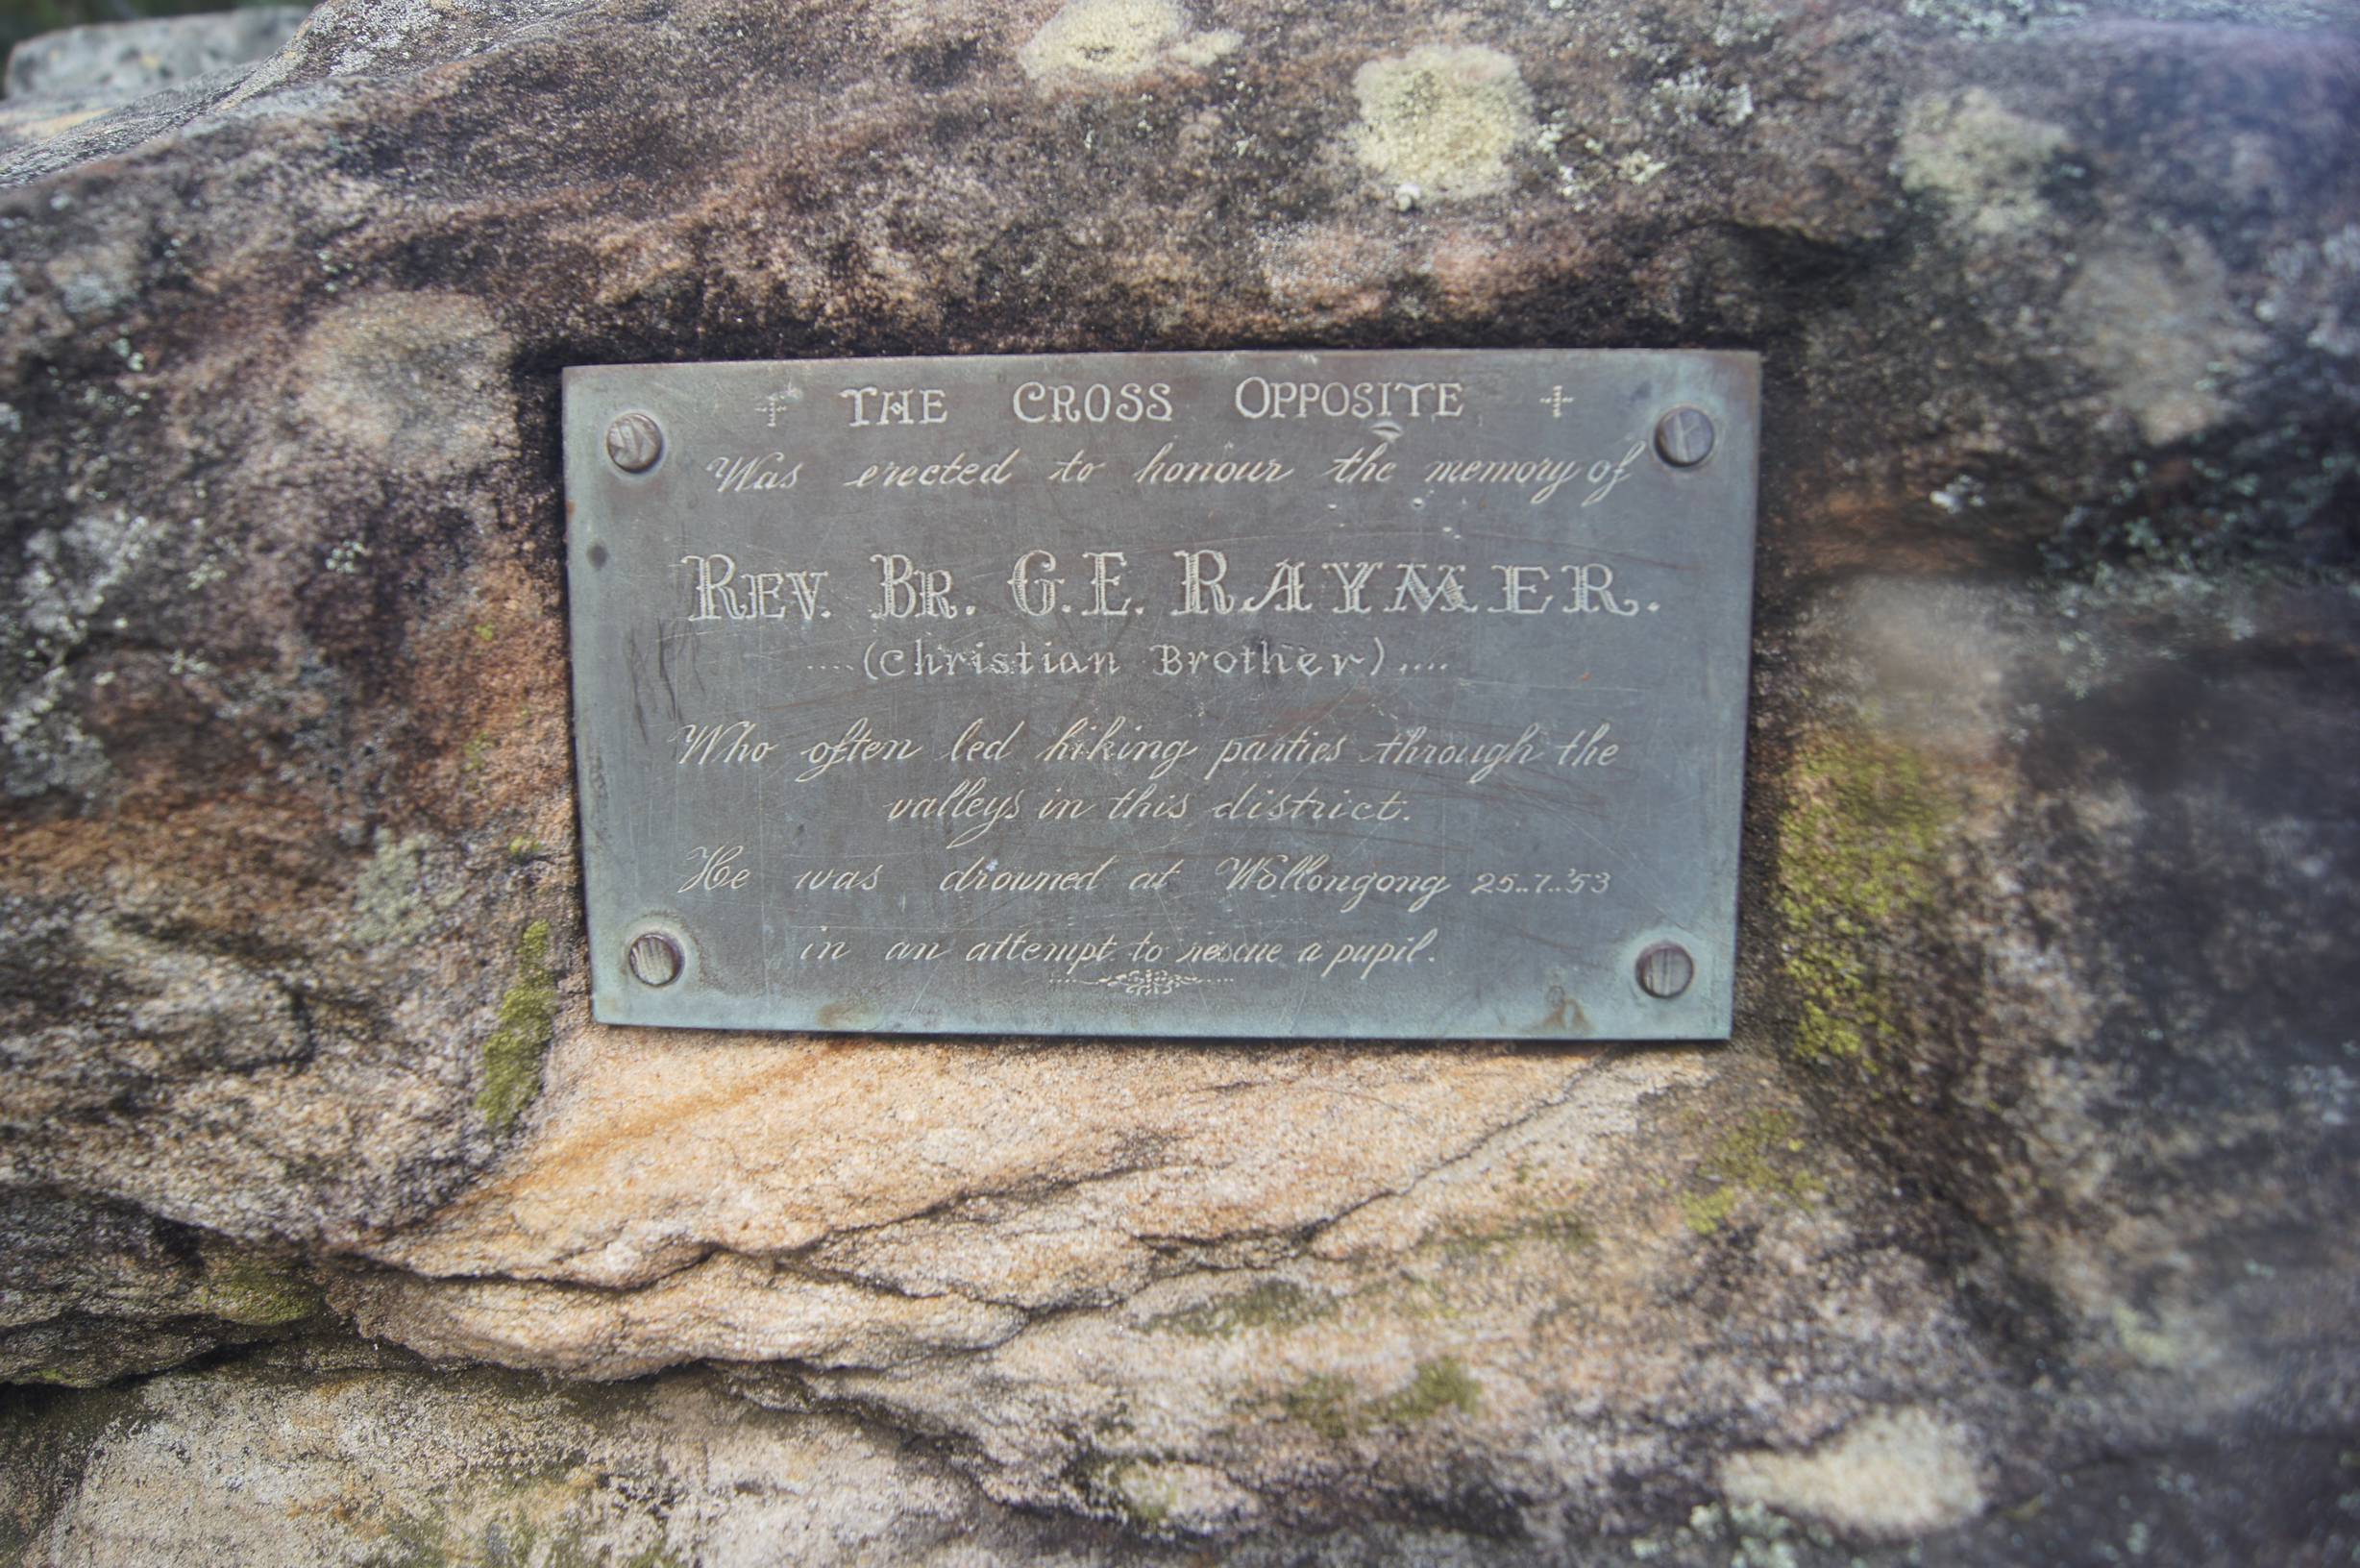 THE CROSS OPPOSITE
Was erected to honour the memory of
REV. BR. G.E. RAYMER.
....(Christian Brother)....
Who often led hiking parties through the
valleys in this district.
He was drowned at Wollongong 25..7..'53
in an attempt to rescue a pupil.